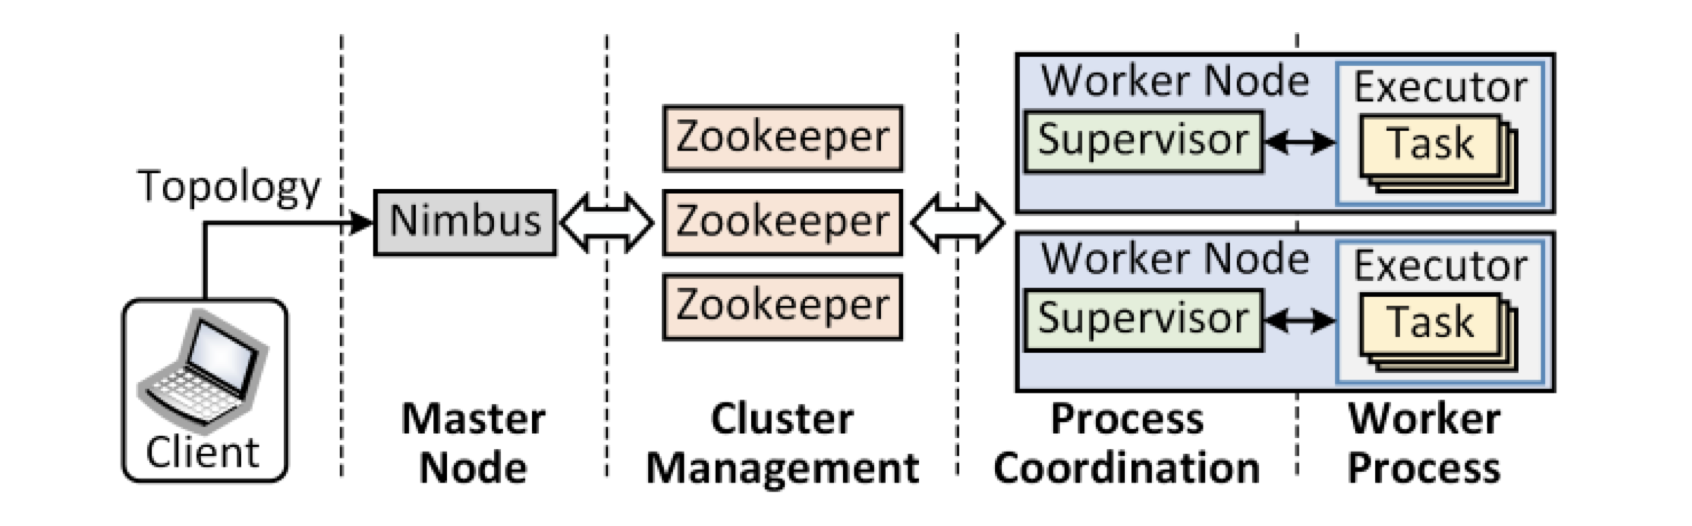 Topology
Client
Nimbus
Master
Node
Zookeeper
Zookeeper
Zookeeper
Cluster
Management
Worker Node
Supervisor
Executor
Task
Worker Node
Supervisor
Executor
Task
Process
Coordination
Worker
Process